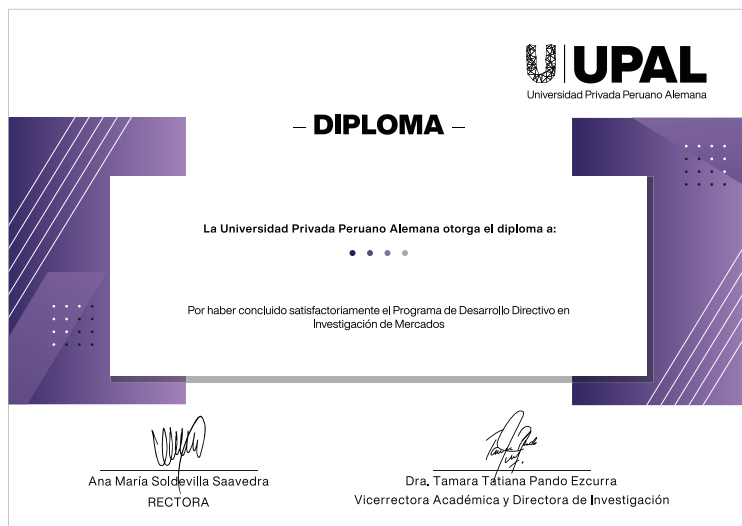 UPAL
Universidad Privada Peruano Alemana
– DIPLOMA –
La Universidad Privada Peruano Alemana otorga el diploma a:
Por haber concluido satisfactoriamente el Programa de Desarrollo Directivo en
Investigación de Mercados
Ana María Soldevilla Saavedra
RECTORA
Dra. Tamara Tatiana Pando Ezcurra
Vicerrectora Académica y Directora de Investigación